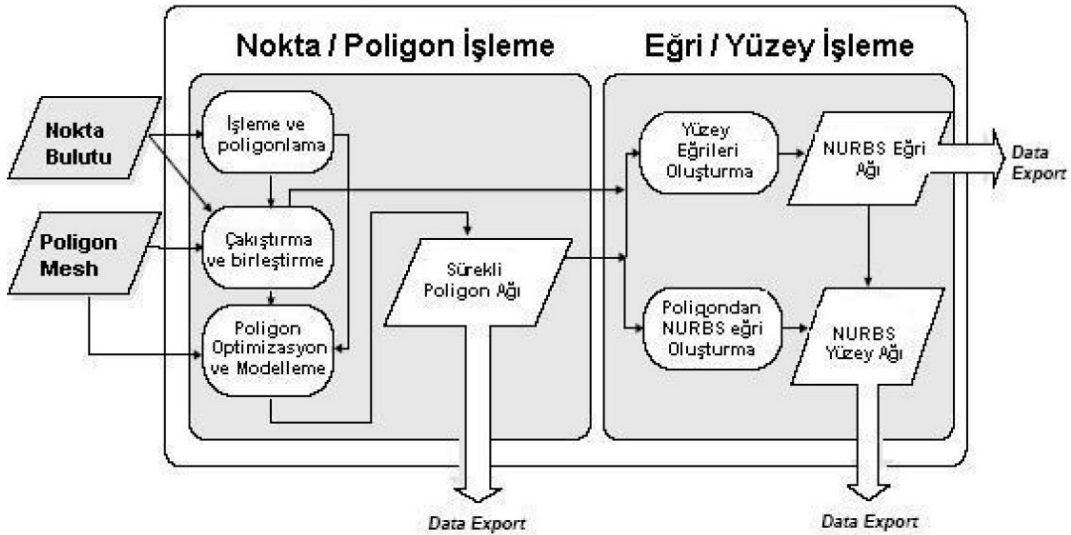 Nokta / Poligon İşleme
Eğri / Yüzey İşleme
Nokta
Bulutu
Poligon
Mesh
İşleme ve
poligonlama
Çakıştırma
ve birleştirme
Poligon
Optimizasyon
ve Modelleme
Sürekli
Poligon Ağı
Yüzey
Eğrileri
Oluşturma
NURBS Eğri
Ağı
Poligondan
NURBS eğri
Oluşturma
NURBS
Yüzey Ağı
Data
Export
Data Export
Data Export